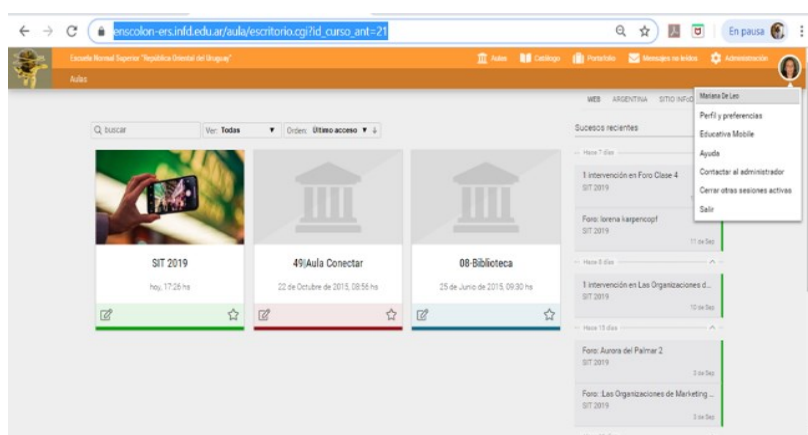 enscolon-ers.infd.edu.ar/aula/escritorio.cgi?id_curso_ant=21
En pausa
Escuela Normal Superior "República Oriental del Uruguay"
Aulas
Catálogo
Portafolio
Mensajes no leídos
Administración
Aulas
WEB
ARGENTINA
SITIO INFoD
Mariana De Leo
Perfil y preferencias
Educativa Mobile
Ayuda
Contactar al administrador
Cerrar otras sesiones activas
Salir
buscar
Ver: Todas
Orden: Último acceso
SIT 2019
hoy, 17:26 hs
49|Aula Conectar
22 de Octubre de 2015, 08:56 hs
08-Biblioteca
25 de Junio de 2015, 09:30 hs
Sucesos recientes
Hace 7 días
1 intervención en Foro Clase 4
SIT 2019
Foro: lorena karpencopf
SIT 2019
11 de Sep
Hace 8 días
1 intervención en Las Organizaciones d...
SIT 2019
10 de Sep
Hace 15 días
Foro: Aurora del Palmar 2
SIT 2019
3 de Sep
Foro: :Las Organizaciones de Marketing ...
SIT 2019
3 de Sep